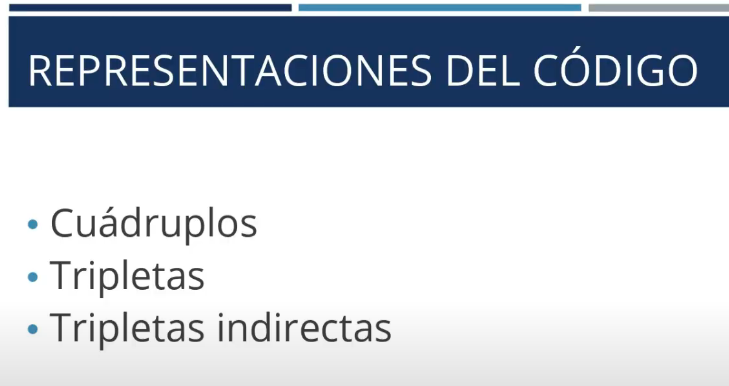 REPRESENTACIONES DEL CÓDIGO
• Cuádruplos
• Tripletas
• Tripletas indirectas